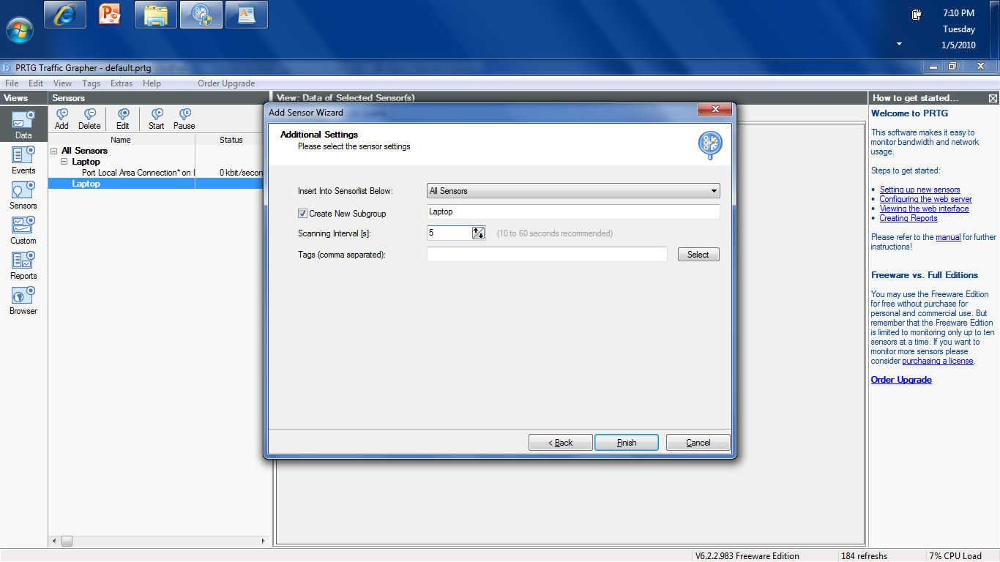 7:10 PM
Tuesday
1/5/2010
PRTG Traffic Grapher - default.prtg
File Edit View Tags Extras Help Order Upgrade
Views
Data
Events
Sensors
Custom
Reports
Browser
Sensors
Add Delete Edit Start Pause
Name Status
All Sensors
Laptop
Port Local Area Connection* on 0 kbit/secon
Laptop
View: Data of Selected Sensor(s)
Add Sensor Wizard
Additional Settings
Please select the sensor settings
Insert Into Sensorlist Below: All Sensors
Create New Subgroup Laptop
Scanning Interval [s]: 5 (10 to 60 seconds recommended)
Tags (comma separated): Select
< Back Finish Cancel
How to get started...
Welcome to PRTG
This software makes it easy to
monitor bandwidth and network
usage.
Steps to get started:
• Setting up new sensors
• Configuring the web server
• Viewing the web interface
• Creating Reports
Please refer to the manual for further
instructions!
Freeware vs. Full Editions
You may use the Freeware Edition
for free without purchase for
personal and commercial use. But
remember that the Freeware Edition
is limited to monitoring only up to ten
sensors at a time. If you want to
monitor more sensors please
consider purchasing a license.
Order Upgrade
V6.2.2.983 Freeware Edition 184 refreshs 7% CPU Load